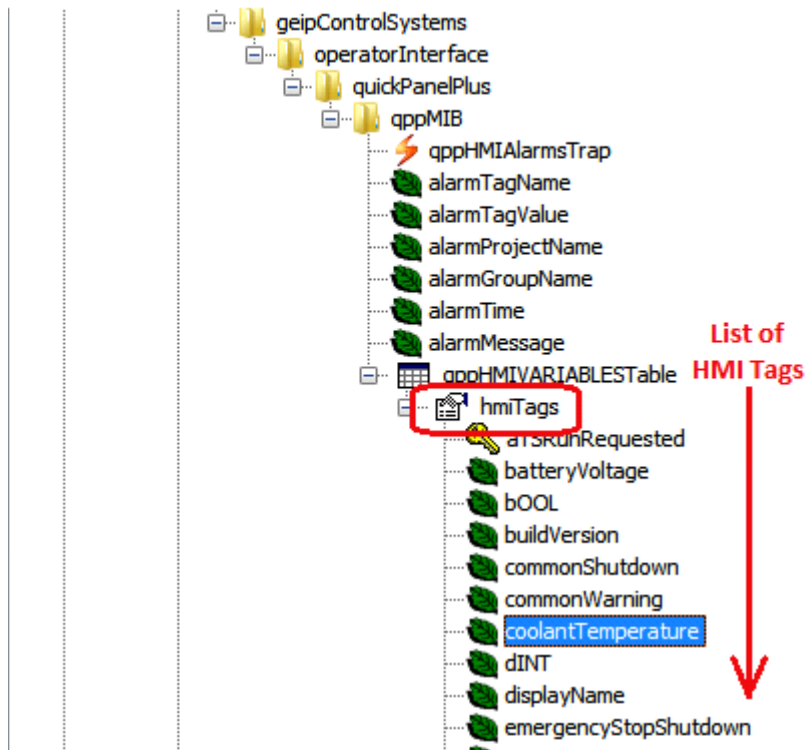 geipControlSystems
operatorInterface
quickPanelPlus
qppMIB
qppHMIAlarmsTrap
alarmTagName
alarmTagValue
alarmProjectName
alarmGroupName
alarmTime
alarmMessage
List of
HMI Tags
qppHMIVARIABLESTable
hmiTags
aTSRunRequested
batteryVoltage
bOOL
buildVersion
commonShutdown
commonWarning
coolantTemperature
dINT
displayName
emergencyStopShutdown